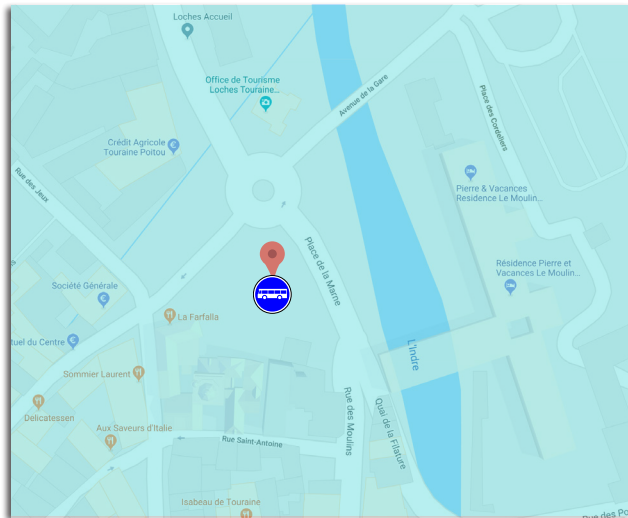 Loches Accueil
Office de Tourisme
Loches Touraine...
Avenue de la Gare
Place des Cordeliers
Crédit Agricole
Touraine Poitou
Rue des Jeux
Pierre & Vacances
Residence Le Moulin...
Place de la Marne
Résidence Pierre et
Vacances Le Moulin...
Société Générale
La Farfalla
tuel du Centre
L'Indre
Sommier Laurent
Delicatessen
Rue des Moulins
Quai de la Filature
Aux Saveurs d'Italie
Rue Saint-Antoine
Isabeau de Touraine
Rue des Po